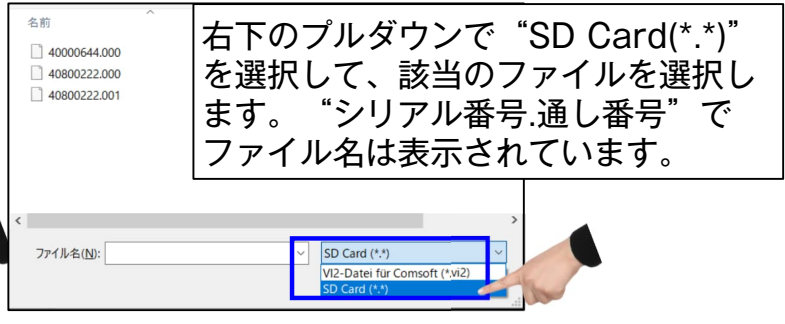 名前
40000644.000
40800222.000
40800222.001
右下のプルダウンで“SD Card(*.*)”
を選択して、該当のファイルを選択し
ます。“シリアル番号.通し番号”で
ファイル名は表示されています。
ファイル名(N):
SD Card (*.*)
VI2-Datei für Comsoft (*.vi2)
SD Card (*.*)